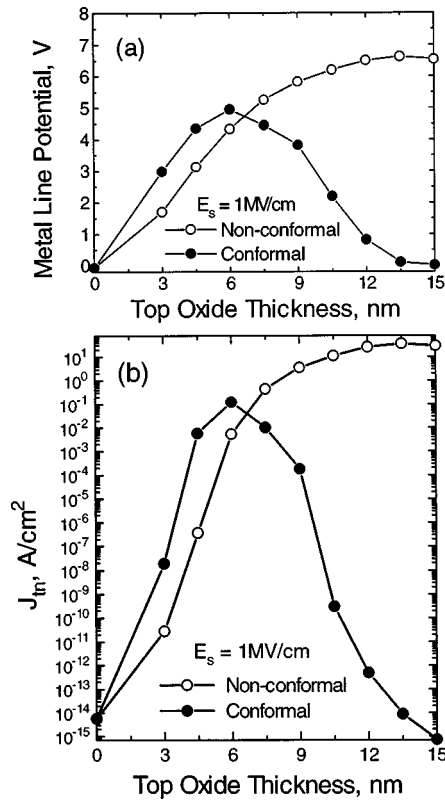 (a)
Metal Line Potential, V
8
7
6
5
4
3
2
1
0
E_s = 1MV/cm
Non-conformal
Conformal
0 3 6 9 12 15
Top Oxide Thickness, nm
(b)
J_tn, A/cm²
10¹
10⁰
10⁻¹
10⁻²
10⁻³
10⁻⁴
10⁻⁵
10⁻⁶
10⁻⁷
10⁻⁸
10⁻⁹
10⁻¹⁰
10⁻¹¹
10⁻¹²
10⁻¹³
10⁻¹⁴
10⁻¹⁵
E_s = 1MV/cm
Non-conformal
Conformal
0 3 6 9 12 15
Top Oxide Thickness, nm